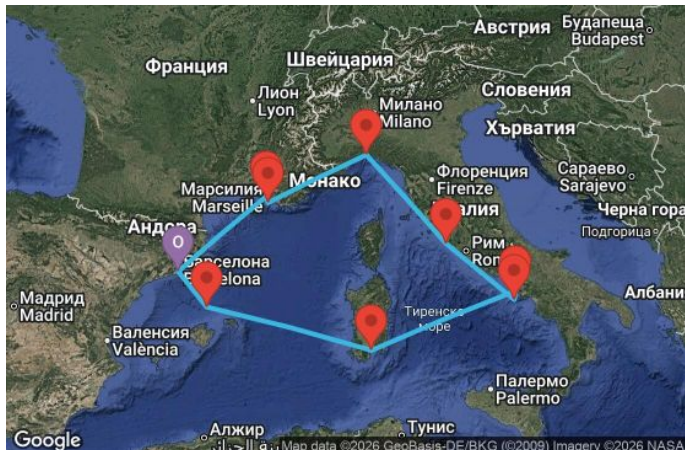 Австрия
Будапеща
Budapest
Швейцария
Франция
Лион
Lyon
Милано
Milano
Словения
Хърватия
Флоренция
Firenze
Сараево
Sarajevo
Марсилия
Marseille
Монако
Черна гора
Подгорица
Андора
O
Рим
Барселона
Мадрид
Madrid
Албани
Тиренско
море
Валенсия
València
Палермо
Palermo
Алжир
Тунис
Google
Map data ©2026 GeoBasis-DE/BKG (©2009) Imagery ©2026 NASA